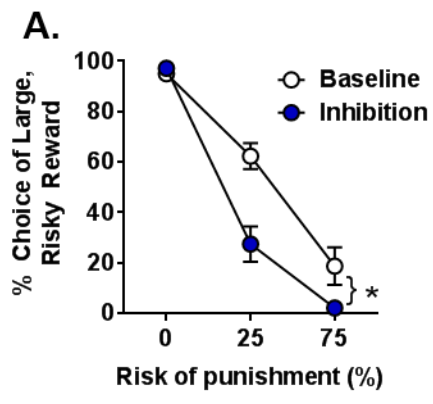 A.
100
80
60
40
20
0
% Choice of Large,
Risky Reward
Baseline
Inhibition
*
0 25 75
Risk of punishment (%)